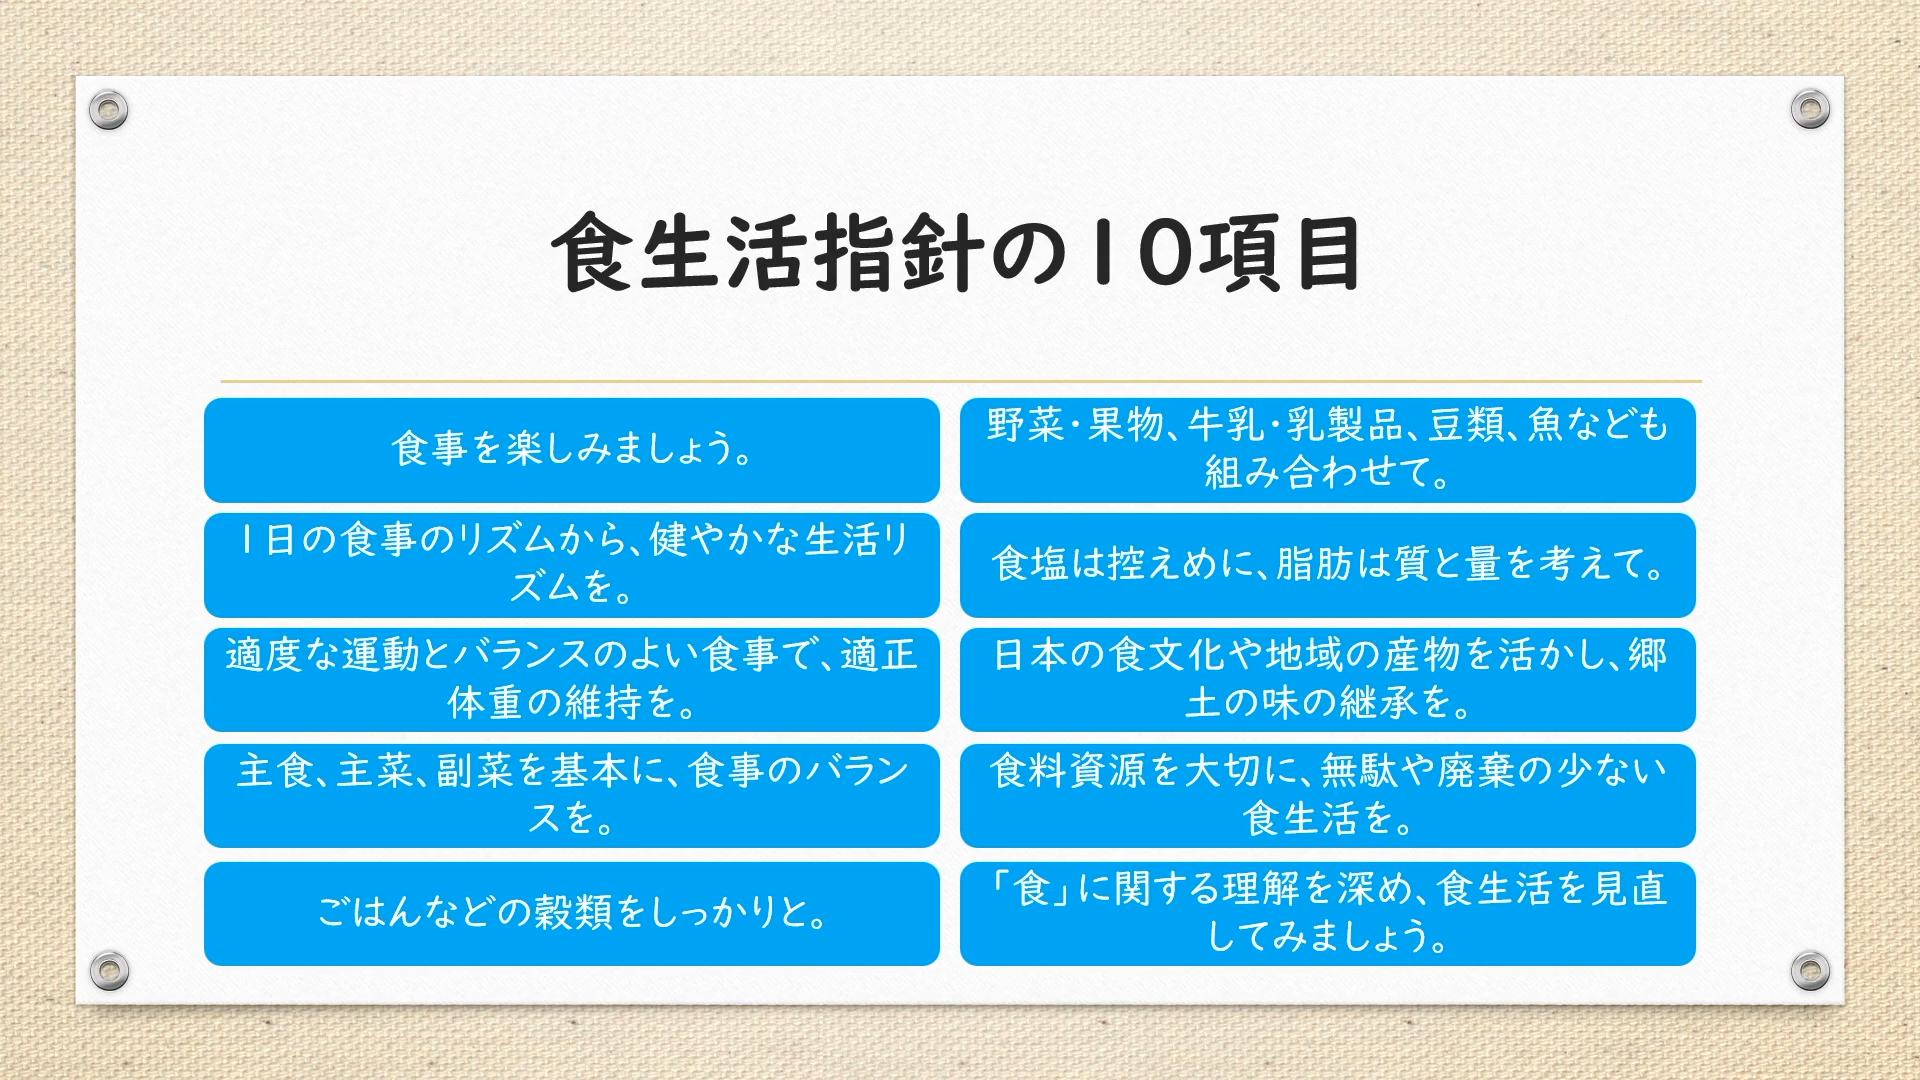 食生活指針の10項目
食事を楽しみましょう。
1日の食事のリズムから、健やかな生活リ
ズムを。
適度な運動とバランスのよい食事で、適正
体重の維持を。
主食、主菜、副菜を基本に、食事のバラン
スを。
ごはんなどの穀類をしっかりと。
野菜・果物、牛乳・乳製品、豆類、魚なども
組み合わせて。
食塩は控えめに、脂肪は質と量を考えて。
日本の食文化や地域の産物を活かし、郷
土の味の継承を。
食料資源を大切に、無駄や廃棄の少ない
食生活を。
「食」に関する理解を深め、食生活を見直
してみましょう。